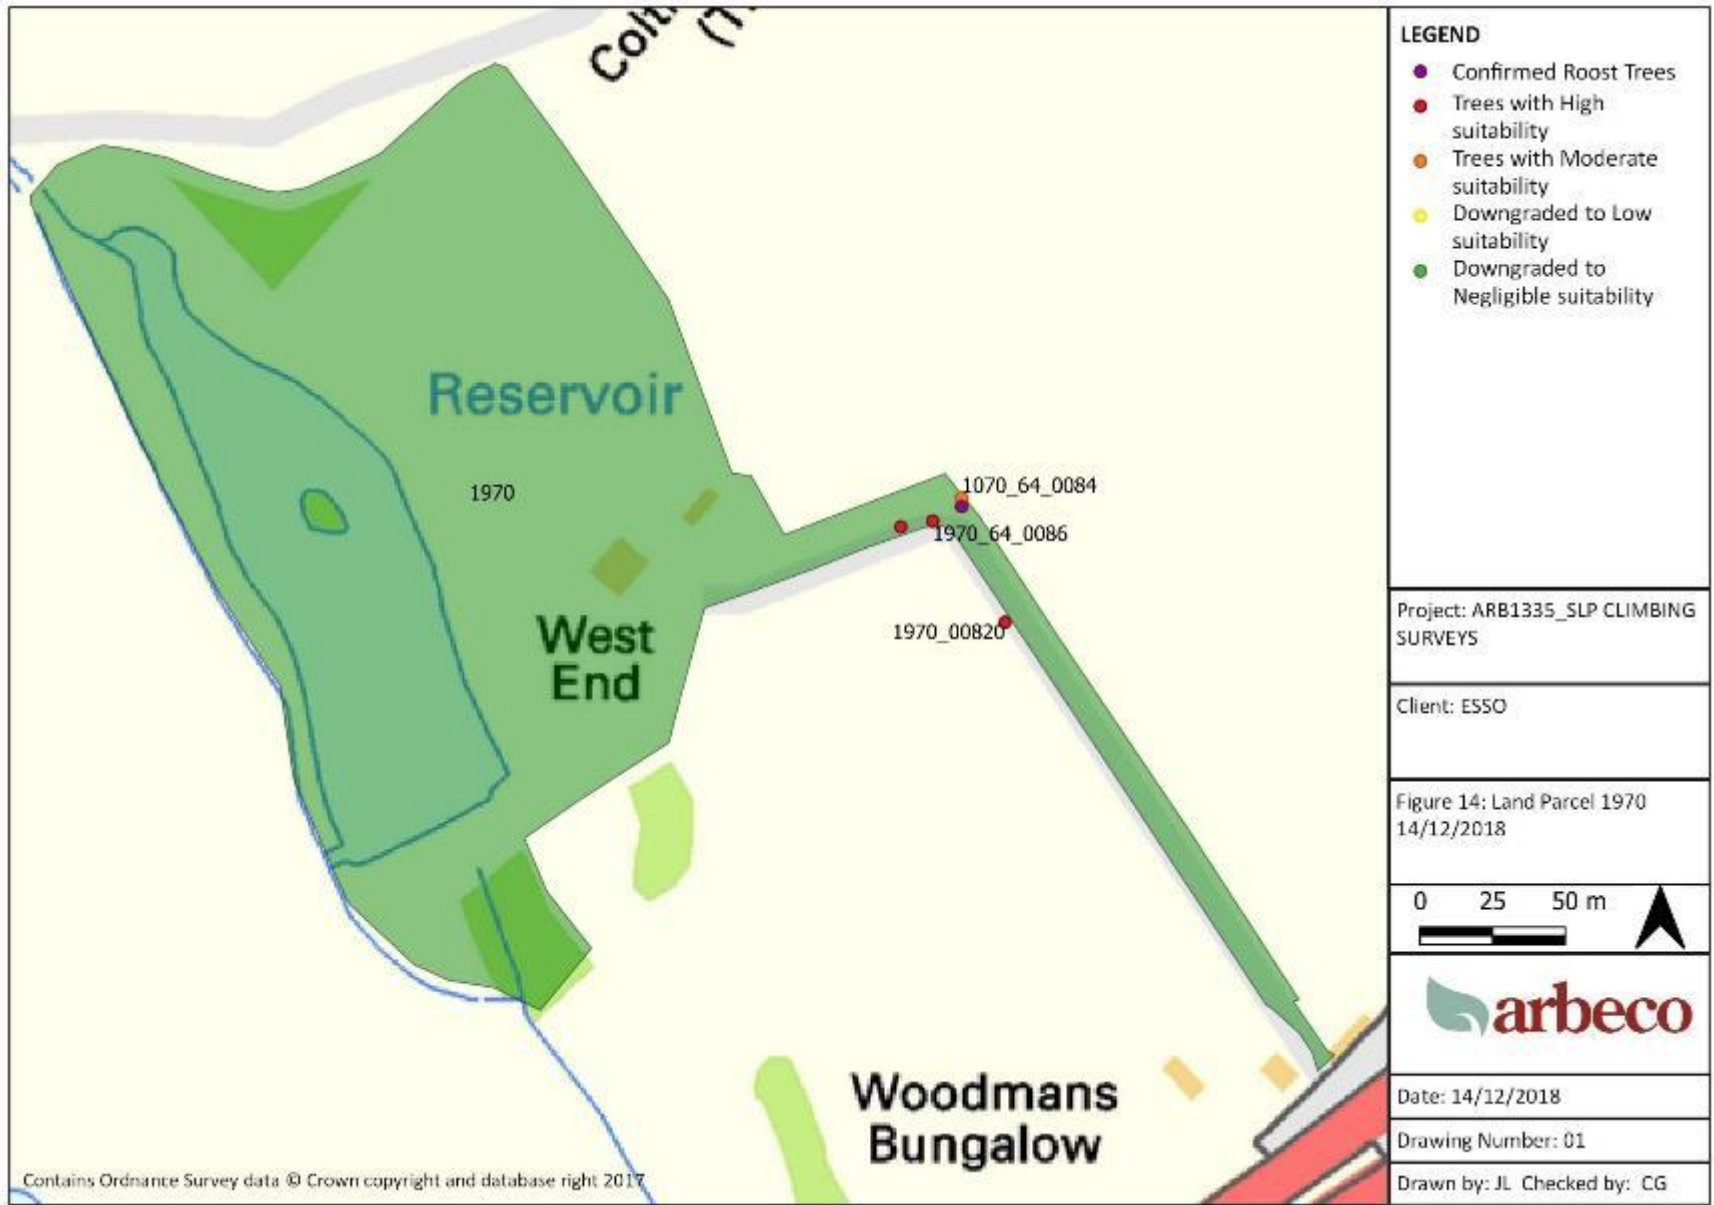 Colt
(T
Reservoir
1970
1070_64_0084
1970_64_0086
1970_00820
West
End
Woodmans
Bungalow
Contains Ordnance Survey data © Crown copyright and database right 2017
LEGEND
Confirmed Roost Trees
Trees with High
suitability
Trees with Moderate
suitability
Downgraded to Low
suitability
Downgraded to
Negligible suitability
Project: ARB1335_SLP CLIMBING
SURVEYS
Client: ESSO
Figure 14: Land Parcel 1970
14/12/2018
0 25 50 m
arbeco
Date: 14/12/2018
Drawing Number: 01
Drawn by: JL Checked by: CG